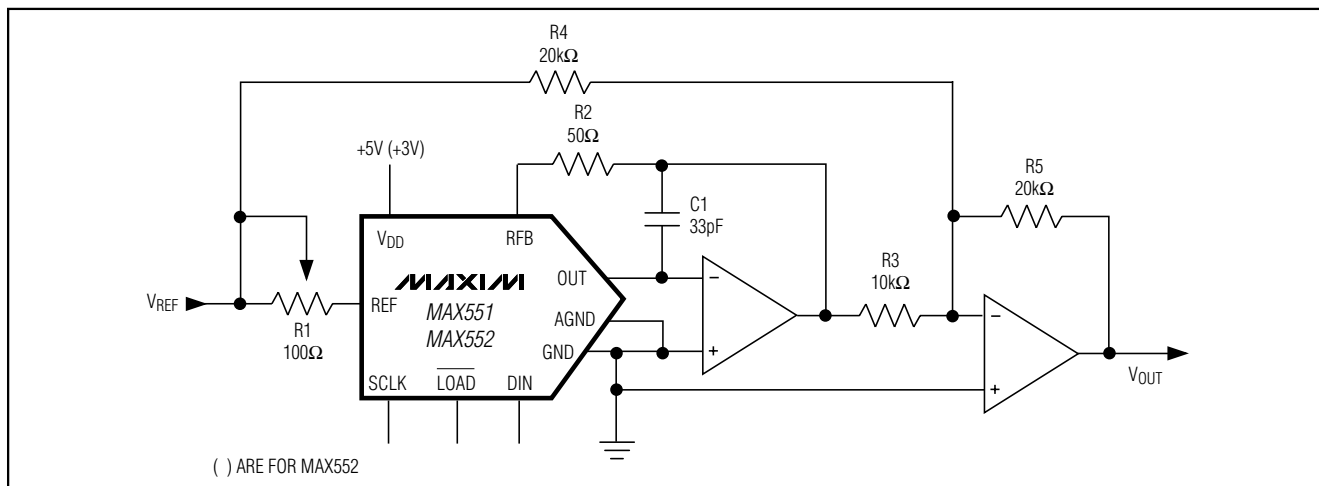 R4
20kΩ
R2
50Ω
+5V (+3V)
R5
20kΩ
C1
33pF
VDD
RFB
R3
10kΩ
OUT
MAXIM
VREF
REF
MAX551
AGND
MAX552
R1
100Ω
GND
SCLK
LOAD
DIN
VOUT
−
+
−
+
( ) ARE FOR MAX552